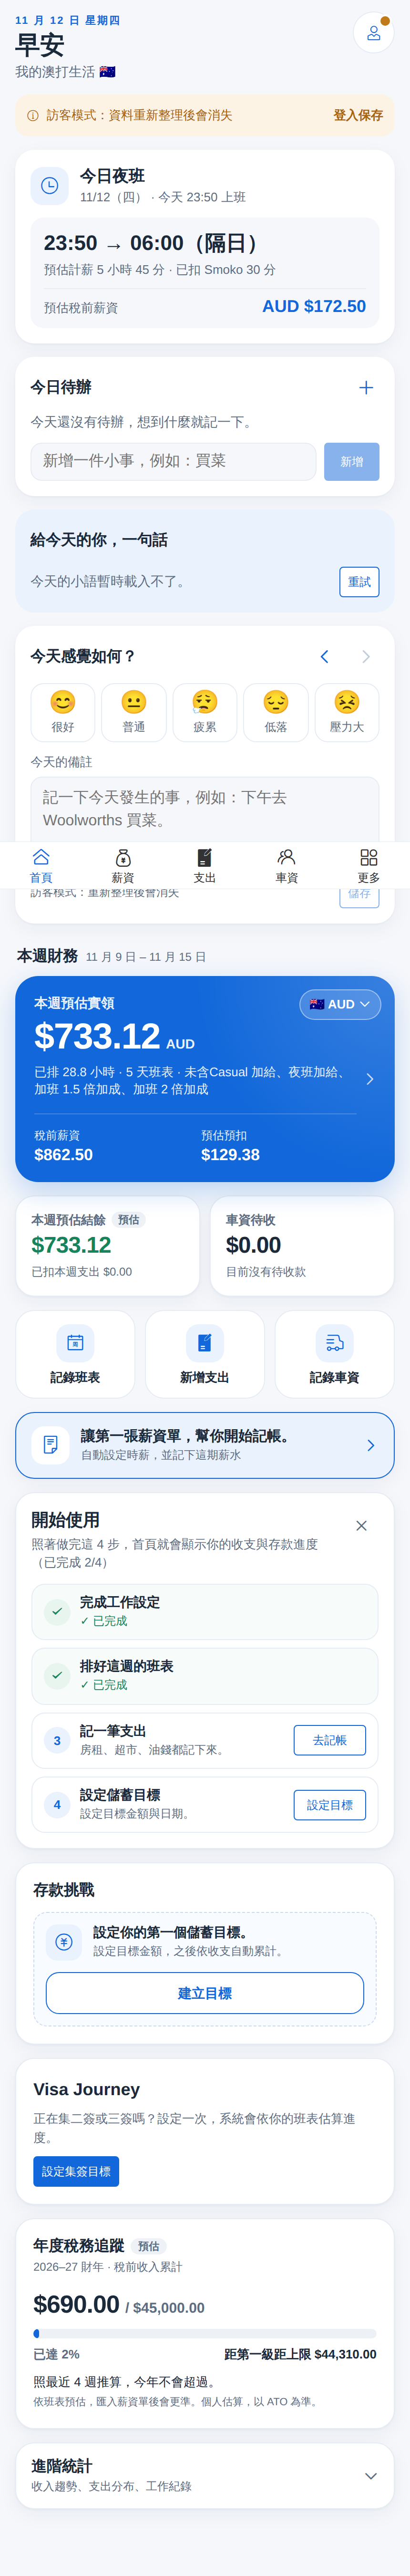 11 月 12 日 星期四
早安
我的澳打生活 🇦🇺
訪客模式：資料重新整理後會消失
登入保存
今日夜班
11/12（四） · 今天 23:50 上班
23:50 → 06:00（隔日）
預估計薪 5 小時 45 分 · 已扣 Smoko 30 分
預估稅前薪資
AUD $172.50
今日待辦
今天還沒有待辦，想到什麼就記一下。
新增一件小事，例如：買菜
新增
給今天的你，一句話
今天的小語暫時載入不了。
重試
今天感覺如何？
很好
普通
疲累
低落
壓力大
今天的備註
記一下今天發生的事，例如：下午去
Woolworths 買菜。
首頁
薪資
支出
車資
更多
訪客模式：重新整理後會消失
儲存
本週財務 11 月 9 日 – 11 月 15 日
本週預估實領
🇦🇺 AUD
$733.12 AUD
已排 28.8 小時 · 5 天班表 · 未含Casual 加給、夜班加給、
加班 1.5 倍加成、加班 2 倍加成
稅前薪資
$862.50
預估預扣
$129.38
本週預估結餘 預估
$733.12
已扣本週支出 $0.00
車資待收
$0.00
目前沒有待收款
記錄班表
新增支出
記錄車資
讓第一張薪資單，幫你開始記帳。
自動設定時薪，並記下這期薪水
開始使用
照著做完這 4 步，首頁就會顯示你的收支與存款進度
（已完成 2/4）
完成工作設定
✓ 已完成
排好這週的班表
✓ 已完成
3
記一筆支出
房租、超市、油錢都記下來。
去記帳
4
設定儲蓄目標
設定目標金額與日期。
設定目標
存款挑戰
設定你的第一個儲蓄目標。
設定目標金額，之後依收支自動累計。
建立目標
Visa Journey
正在集二簽或三簽嗎？設定一次，系統會依你的班表估算進
度。
設定集簽目標
年度稅務追蹤 預估
2026–27 財年 · 稅前收入累計
$690.00 / $45,000.00
已達 2%
距第一級距上限 $44,310.00
照最近 4 週推算，今年不會超過。
依班表預估，匯入薪資單後會更準。個人估算，以 ATO 為準。
進階統計
收入趨勢、支出分布、工作紀錄